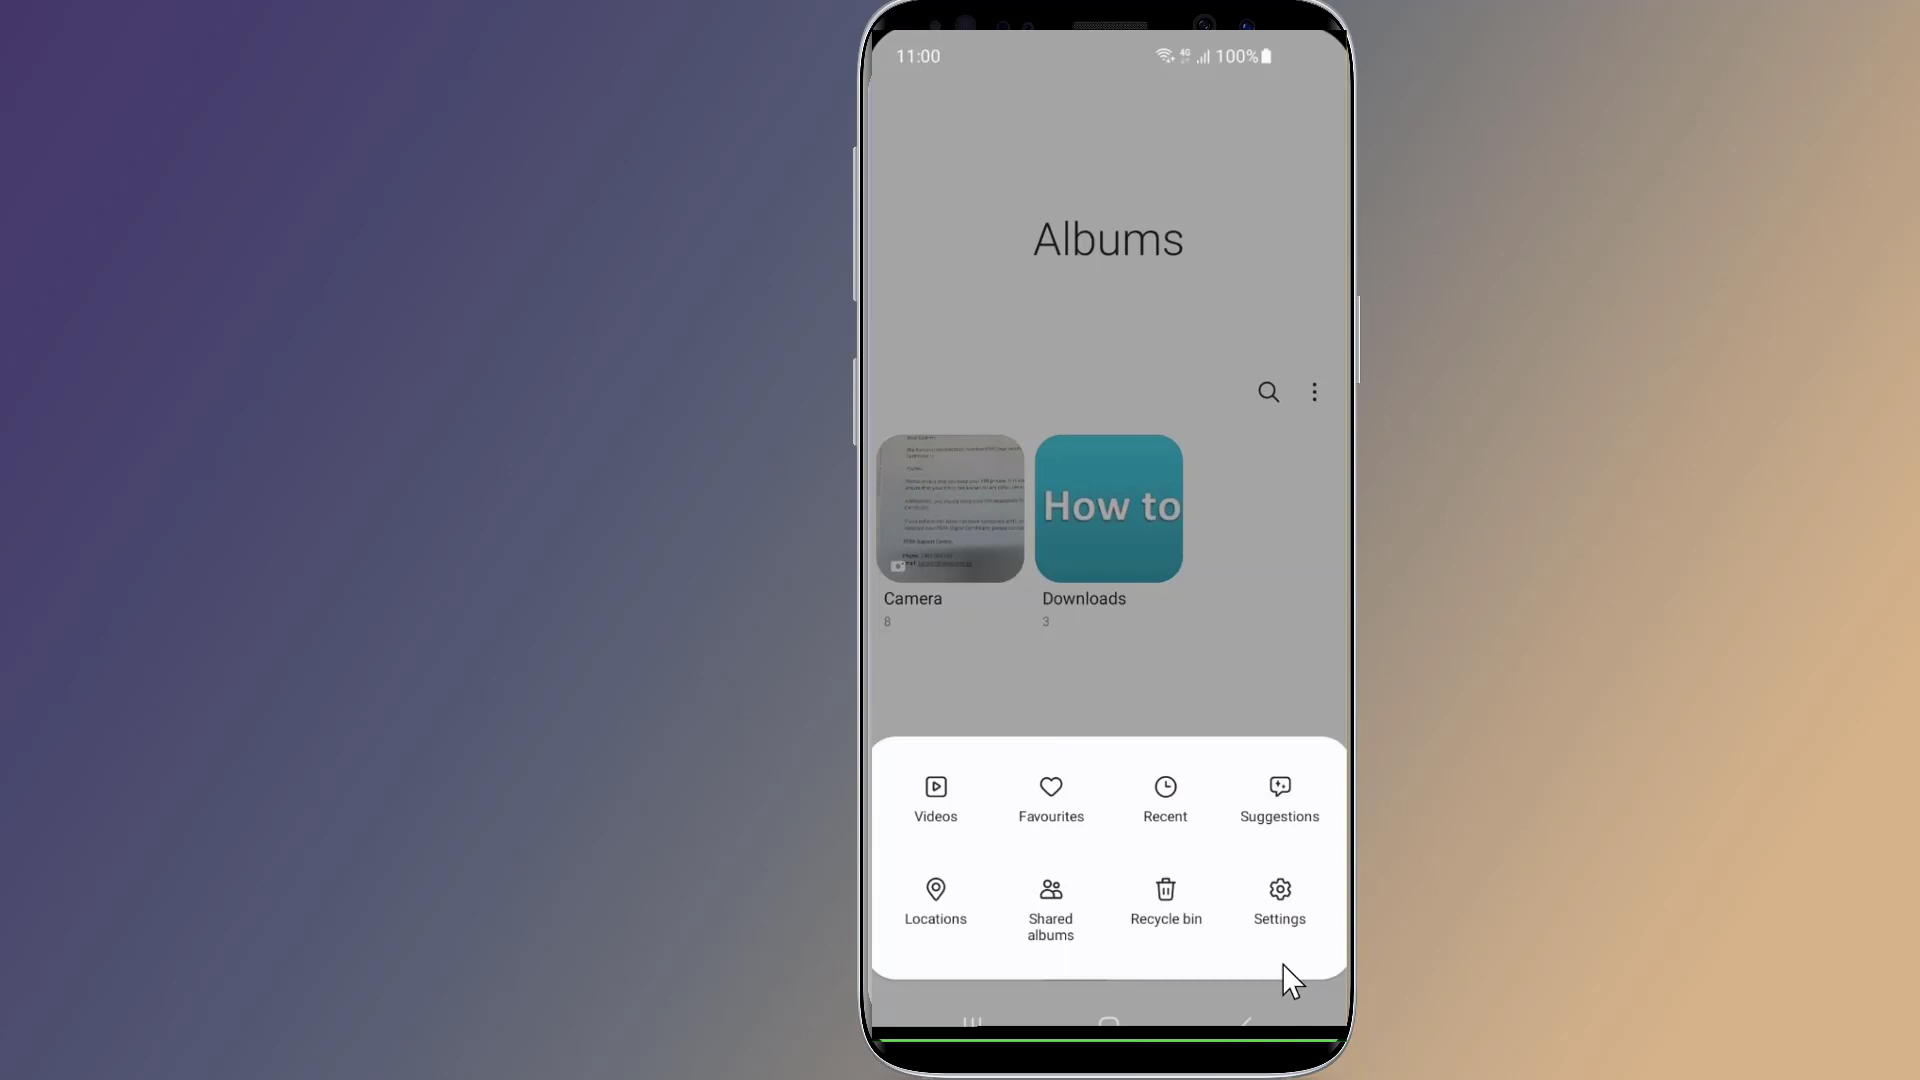 11:00
4G 100%
Albums
How to
Camera
Downloads
8
3
Videos
Favourites
Recent
Suggestions
Locations
Shared
albums
Recycle bin
Settings